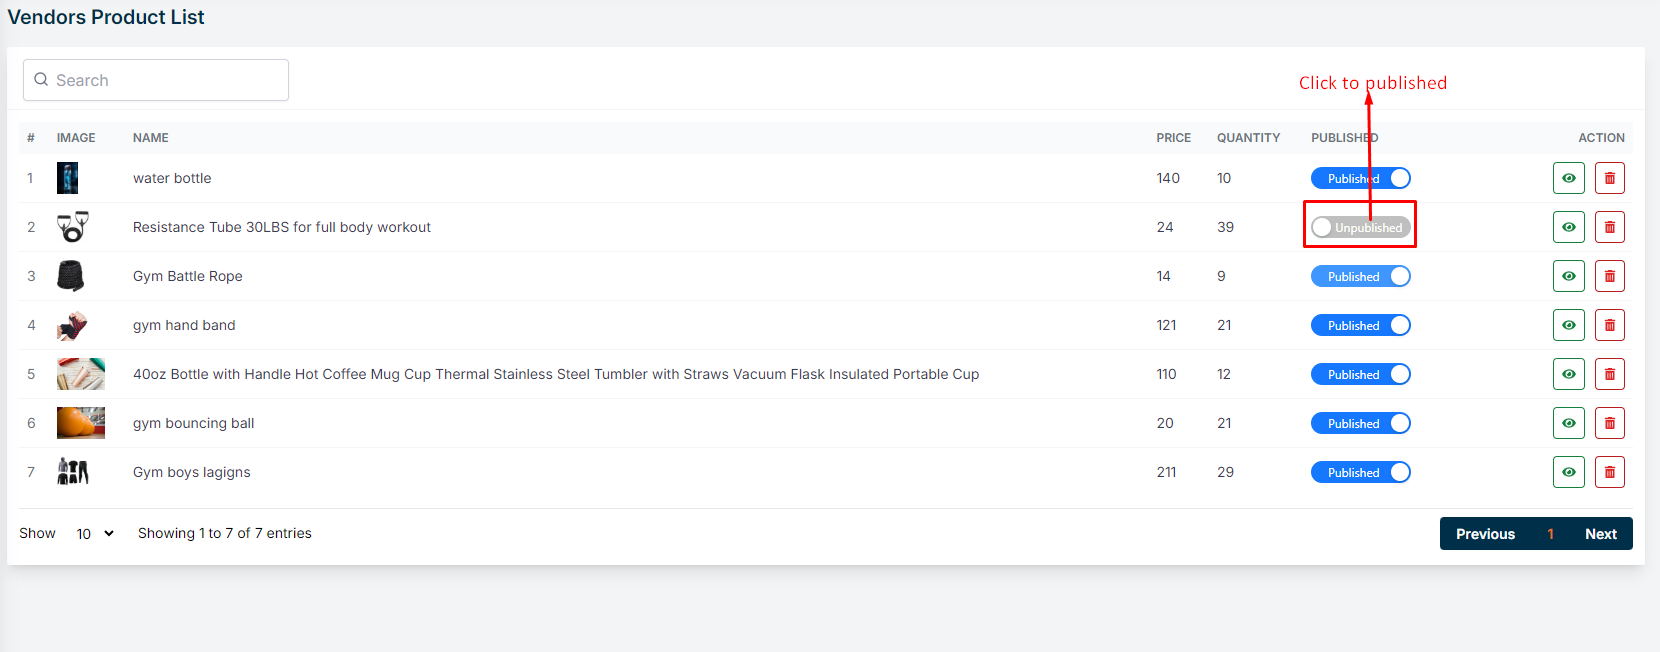 Vendors Product List
Search
Click to published
# IMAGE NAME PRICE QUANTITY PUBLISHED ACTION
1 water bottle 140 10 Published
2 Resistance Tube 30LBS for full body workout 24 39 Unpublished
3 Gym Battle Rope 14 9 Published
4 gym hand band 121 21 Published
5 40oz Bottle with Handle Hot Coffee Mug Cup Thermal Stainless Steel Tumbler with Straws Vacuum Flask Insulated Portable Cup 110 12 Published
6 gym bouncing ball 20 21 Published
7 Gym boys lagigns 211 29 Published
Show 10 Showing 1 to 7 of 7 entries Previous 1 Next